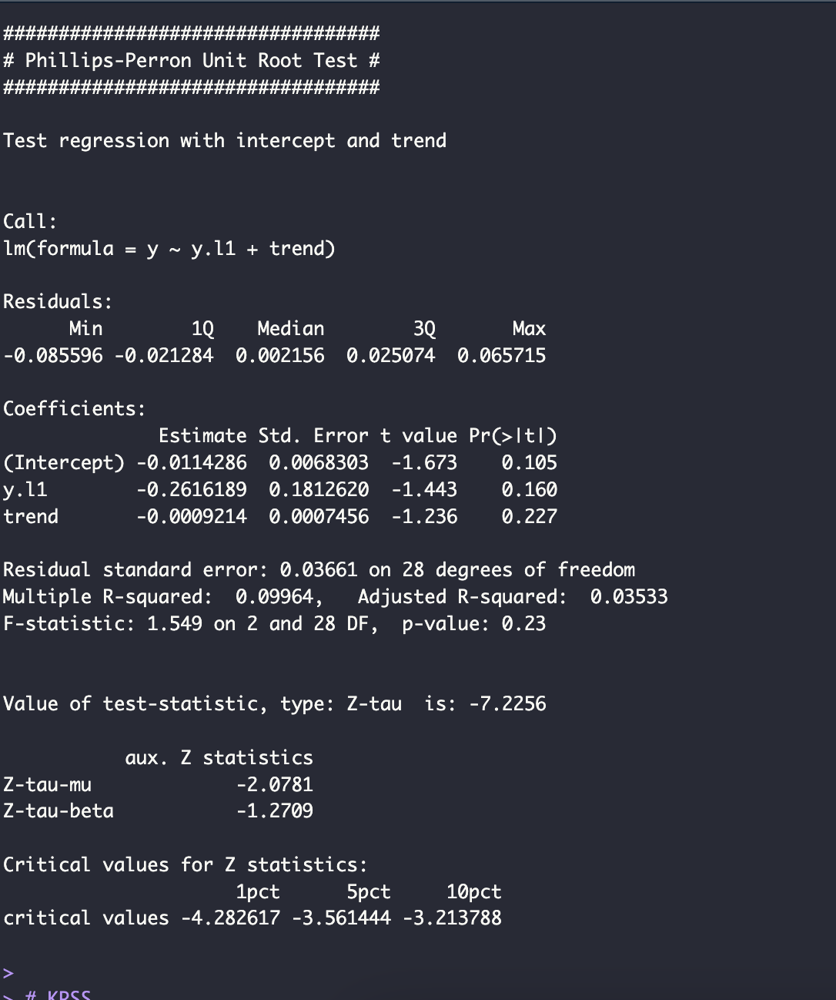 ##################################
# Phillips-Perron Unit Root Test #
##################################
Test regression with intercept and trend
Call:
lm(formula = y ~ y.l1 + trend)
Residuals:
      Min        1Q    Median        3Q       Max
-0.085596 -0.021284  0.002156  0.025074  0.065715
Coefficients:
              Estimate Std. Error t value Pr(>|t|)
(Intercept) -0.0114286  0.0068303  -1.673    0.105
y.l1        -0.2616189  0.1812620  -1.443    0.160
trend       -0.0009214  0.0007456  -1.236    0.227
Residual standard error: 0.03661 on 28 degrees of freedom
Multiple R-squared:  0.09964,   Adjusted R-squared:  0.03533
F-statistic: 1.549 on 2 and 28 DF,  p-value: 0.23
Value of test-statistic, type: Z-tau  is: -7.2256
           aux. Z statistics
Z-tau-mu             -2.0781
Z-tau-beta           -1.2709
Critical values for Z statistics:
                     1pct      5pct     10pct
critical values -4.282617 -3.561444 -3.213788
>
> # KPSS